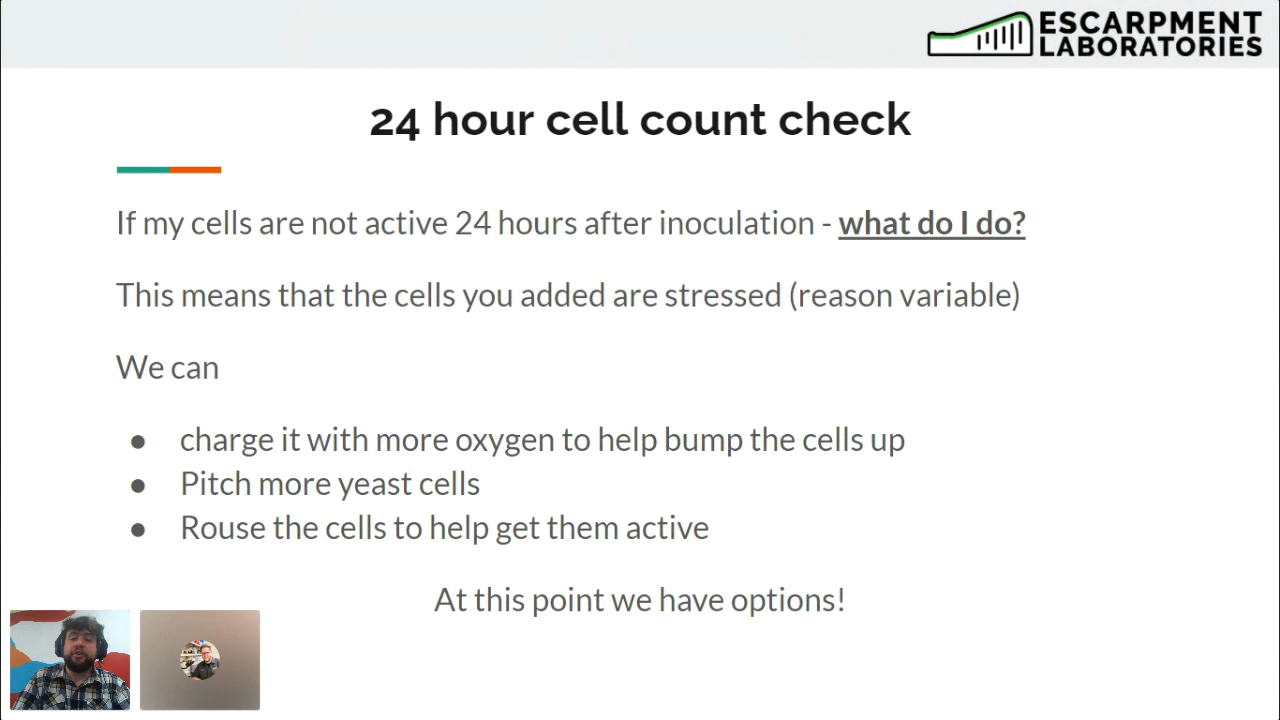 ESCARPMENT
LABORATORIES
24 hour cell count check
If my cells are not active 24 hours after inoculation - what do I do?
This means that the cells you added are stressed (reason variable)
We can
● charge it with more oxygen to help bump the cells up
● Pitch more yeast cells
● Rouse the cells to help get them active
At this point we have options!